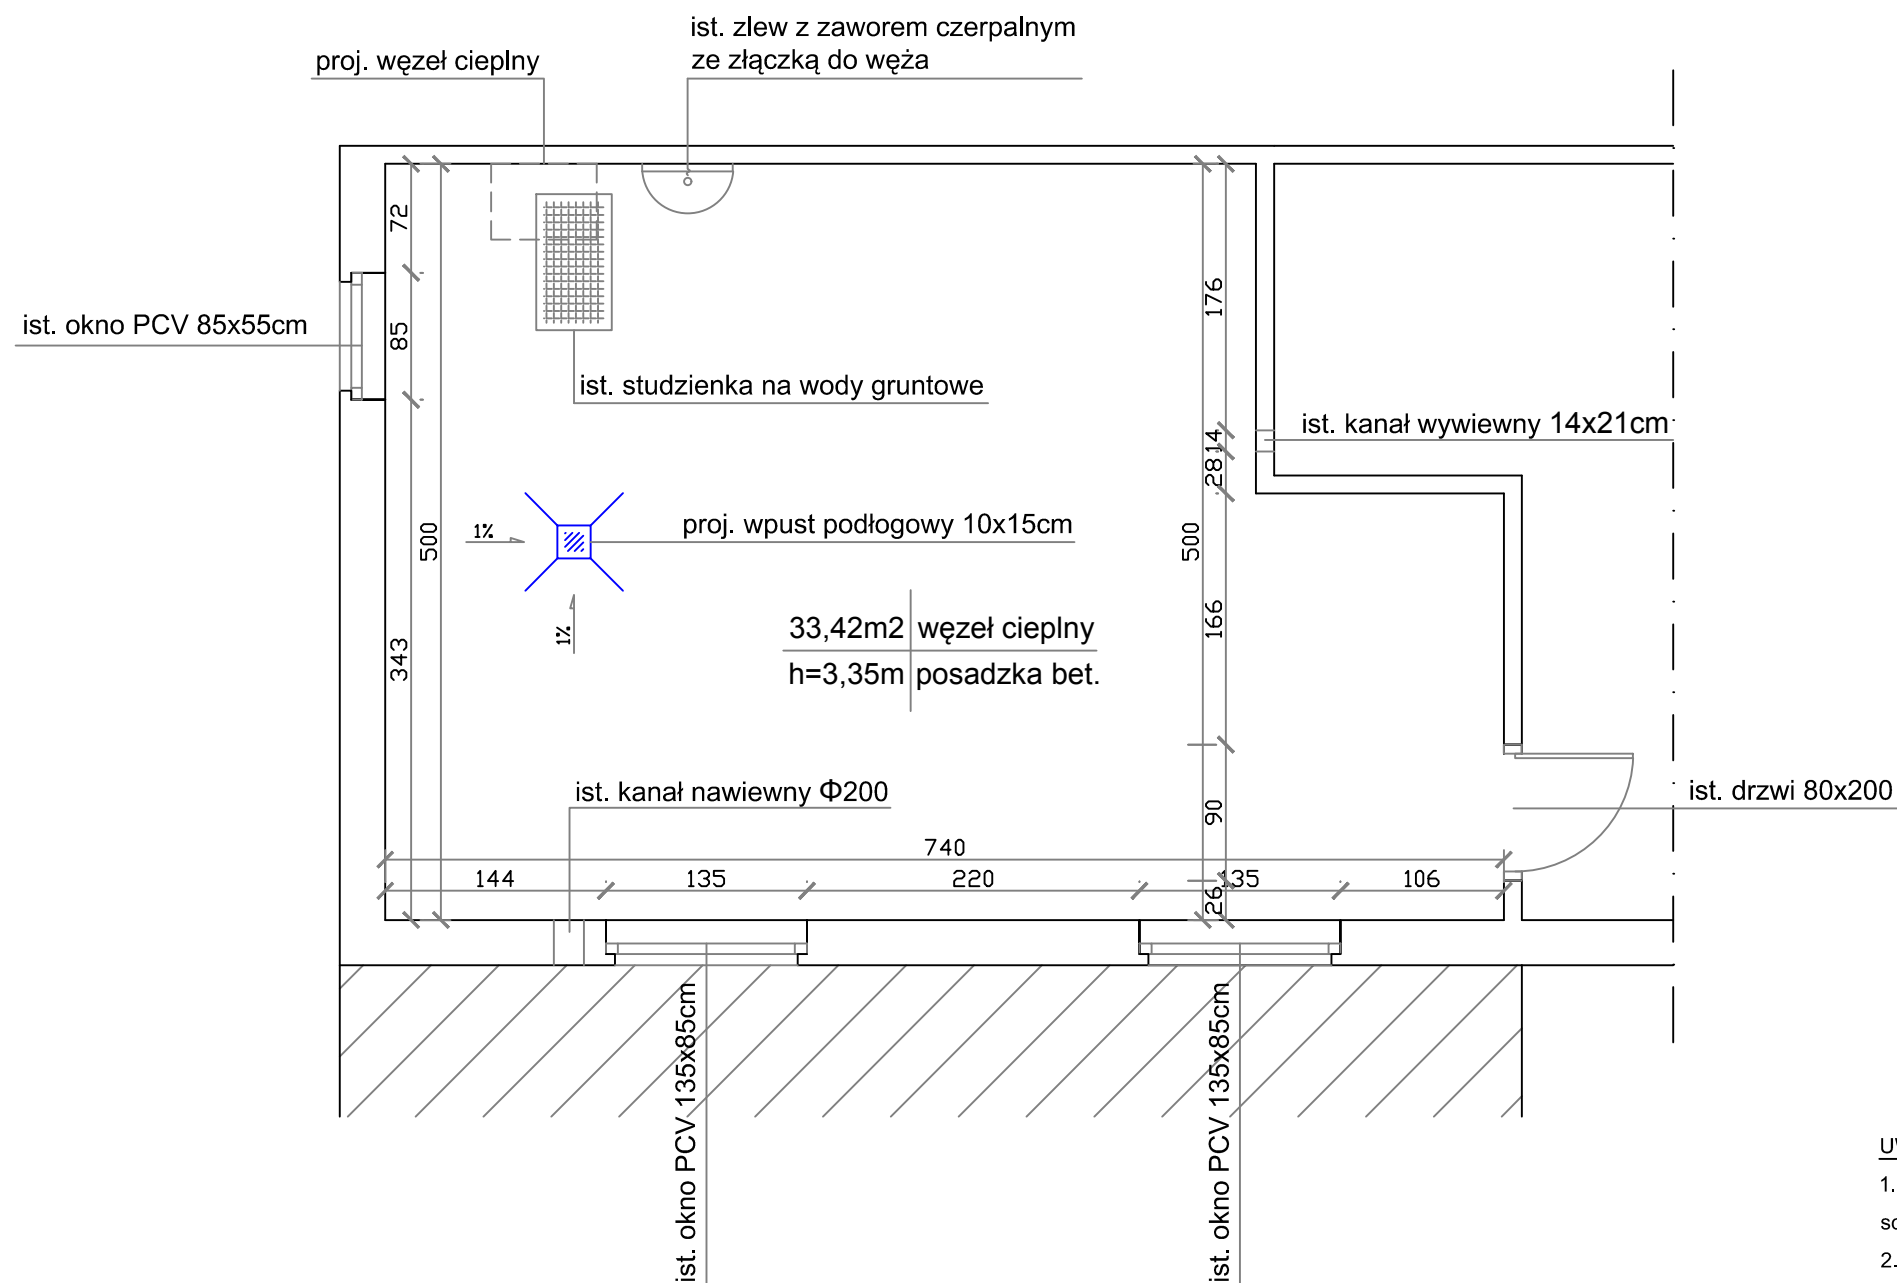 ist. zlew z zaworem czerpalnym
ze złączką do węża
proj. węzeł cieplny
72
176
ist. okno PCV 85x55cm
85
ist. studzienka na wody gruntowe
ist. kanał wywiewny 14x21cm
14
28
1%
500
proj. wpust podłogowy 10x15cm
500
1%
33,42m2 węzeł cieplny
h=3,35m posadzka bet.
166
343
ist. kanał nawiewny Φ200
90
ist. drzwi 80x200
740
144
135
220
135
106
26
ist. okno PCV 135x85cm
ist. okno PCV 135x85cm
1.
2.